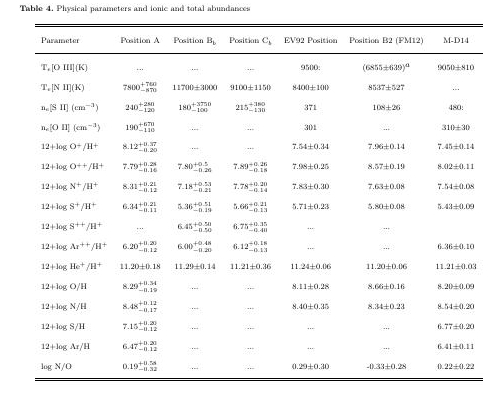 Table 4. Physical parameters and ionic and total abundances
Parameter Position A Position B_b Position C_b EV92 Position Position B2 (FM12) M-D14
T_e[O III](K) ... ... ... 9500: (6855±639)^a 9050±810
T_e[N II](K) 7800^{+760}_{−870} 11700±3000 9100±1150 8400±100 8537±527 ...
n_e[S II] (cm^{−3}) 240^{+280}_{−120} 180^{+3750}_{−100} 215^{+380}_{−130} 371 108±26 480:
n_e[O II] (cm^{−3}) 190^{+670}_{−110} ... ... 301 ... 310±30
12+log O^+/H^+ 8.12^{+0.37}_{−0.20} ... ... 7.54±0.34 7.96±0.14 7.45±0.14
12+log O^{++}/H^+ 7.79^{+0.28}_{−0.16} 7.80^{+0.5}_{−0.26} 7.89^{+0.26}_{−0.18} 7.98±0.25 8.57±0.19 8.02±0.11
12+log N^+/H^+ 8.31^{+0.21}_{−0.12} 7.18^{+0.53}_{−0.21} 7.78^{+0.20}_{−0.14} 7.83±0.30 7.63±0.08 7.54±0.08
12+log S^+/H^+ 6.34^{+0.21}_{−0.11} 5.36^{+0.51}_{−0.19} 5.66^{+0.21}_{−0.13} 5.71±0.23 5.80±0.08 5.43±0.09
12+log S^{++}/H^+ ... 6.45^{+0.50}_{−0.50} 6.75^{+0.35}_{−0.40} ... ...
12+log Ar^{++}/H^+ 6.20^{+0.20}_{−0.12} 6.00^{+0.48}_{−0.20} 6.12^{+0.18}_{−0.13} ... ... 6.36±0.10
12+log He^+/H^+ 11.20±0.18 11.29±0.14 11.21±0.36 11.24±0.06 11.20±0.06 11.21±0.03
12+log O/H 8.29^{+0.34}_{−0.19} ... ... 8.11±0.28 8.66±0.16 8.20±0.09
12+log N/H 8.48^{+0.12}_{−0.17} ... ... 8.40±0.35 8.34±0.23 8.54±0.20
12+log S/H 7.15^{+0.20}_{−0.12} ... ... ... ... 6.77±0.20
12+log Ar/H 6.47^{+0.20}_{−0.12} ... ... ... ... 6.41±0.11
log N/O 0.19^{+0.58}_{−0.32} ... ... 0.29±0.30 -0.33±0.28 0.22±0.22